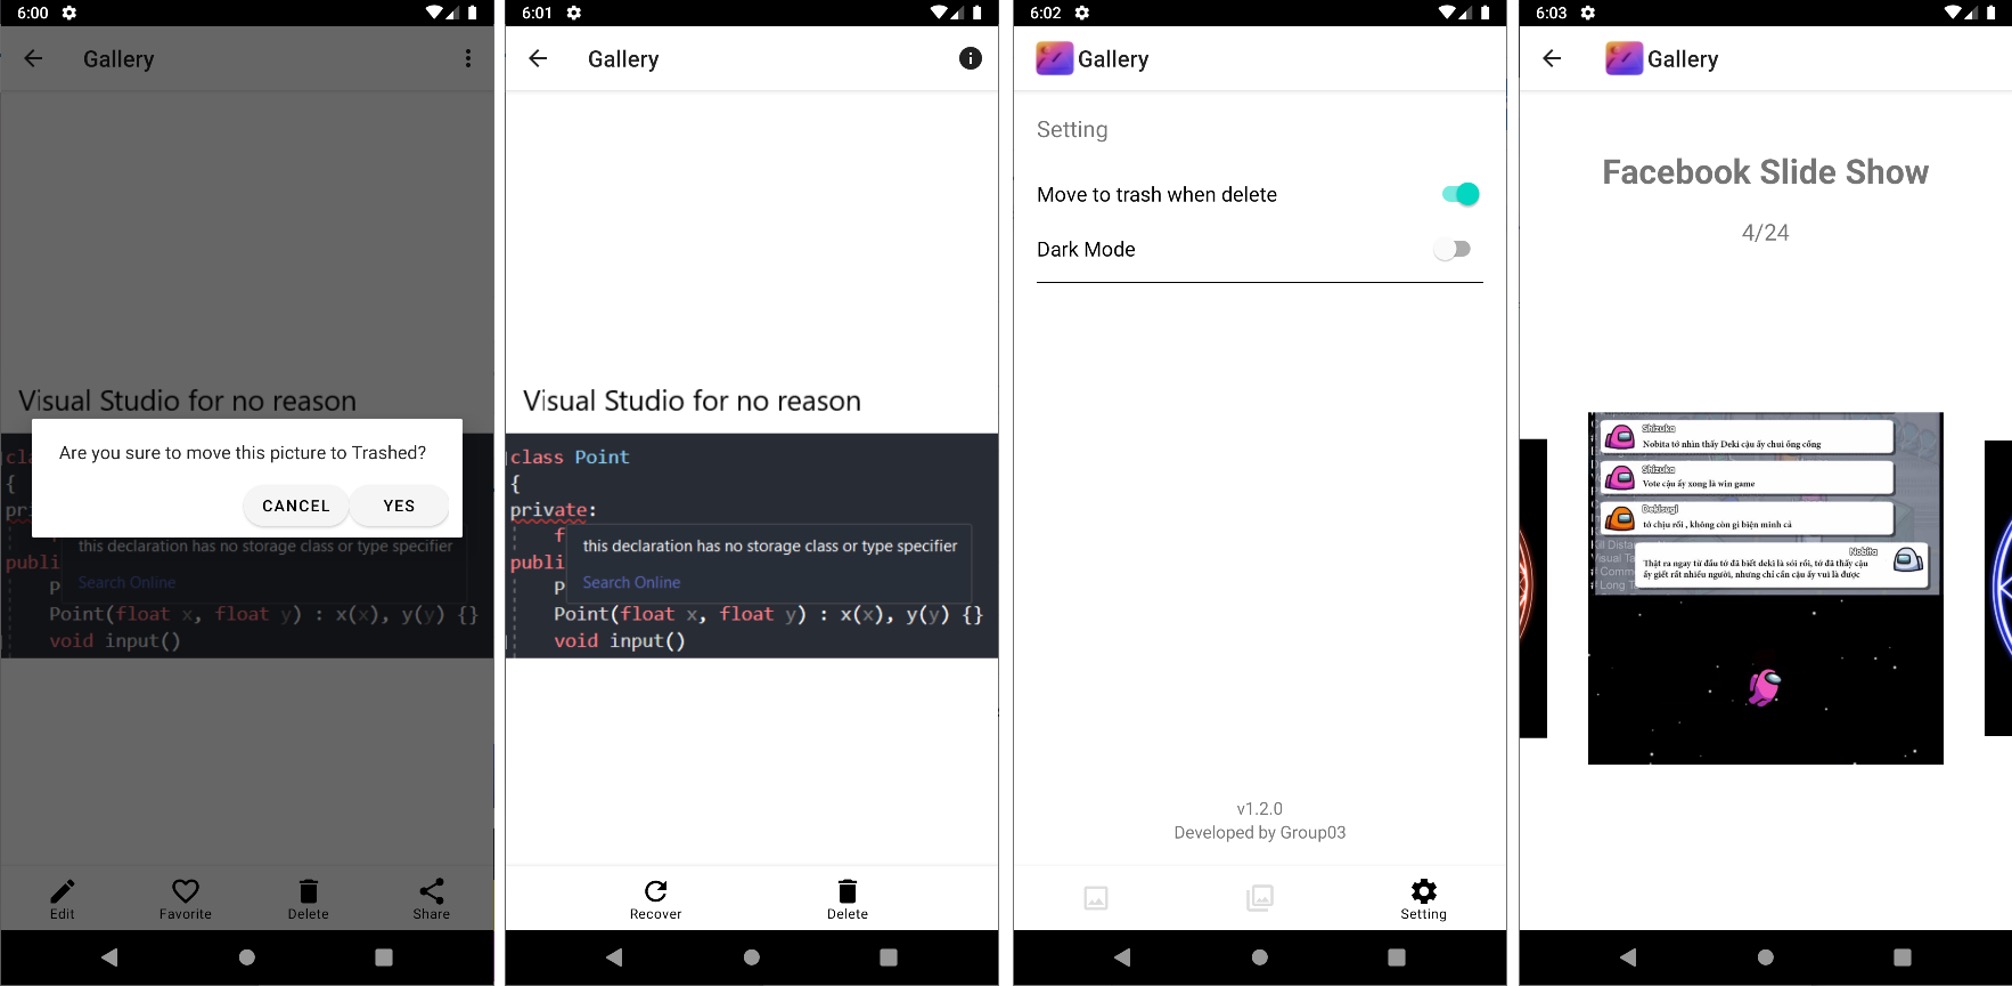 6:00
Gallery
Visual Studio for no reason
Are you sure to move this picture to Trashed?
CANCEL
YES
cl
{
pri
this declaration has no storage class or type specifier
publi
Search Online
P
Point(float x, float y) : x(x), y(y) {}
void input()
Edit
Favorite
Delete
Share
6:01
Gallery
Visual Studio for no reason
class Point
{
private:
f
this declaration has no storage class or type specifier
publi
Search Online
P
Point(float x, float y) : x(x), y(y) {}
void input()
Recover
Delete
6:02
Gallery
Setting
Move to trash when delete
Dark Mode
v1.2.0
Developed by Group03
Setting
6:03
Gallery
Facebook Slide Show
4/24
Shizuka
Nobita tớ nhìn thấy Deki cậu ấy chui ống cống
Shizuka
Vote cậu ấy xong là win game
Dekisugi
tớ chịu rồi , không còn gì biện minh cả
Nobita
Thật ra ngay từ đầu tớ đã biết deki là sói rồi, tớ đã thấy cậu
ấy giết rất nhiều người, nhưng chỉ cần cậu ấy vui là được
Kill Distan
Visual Ta
Comm
Long T